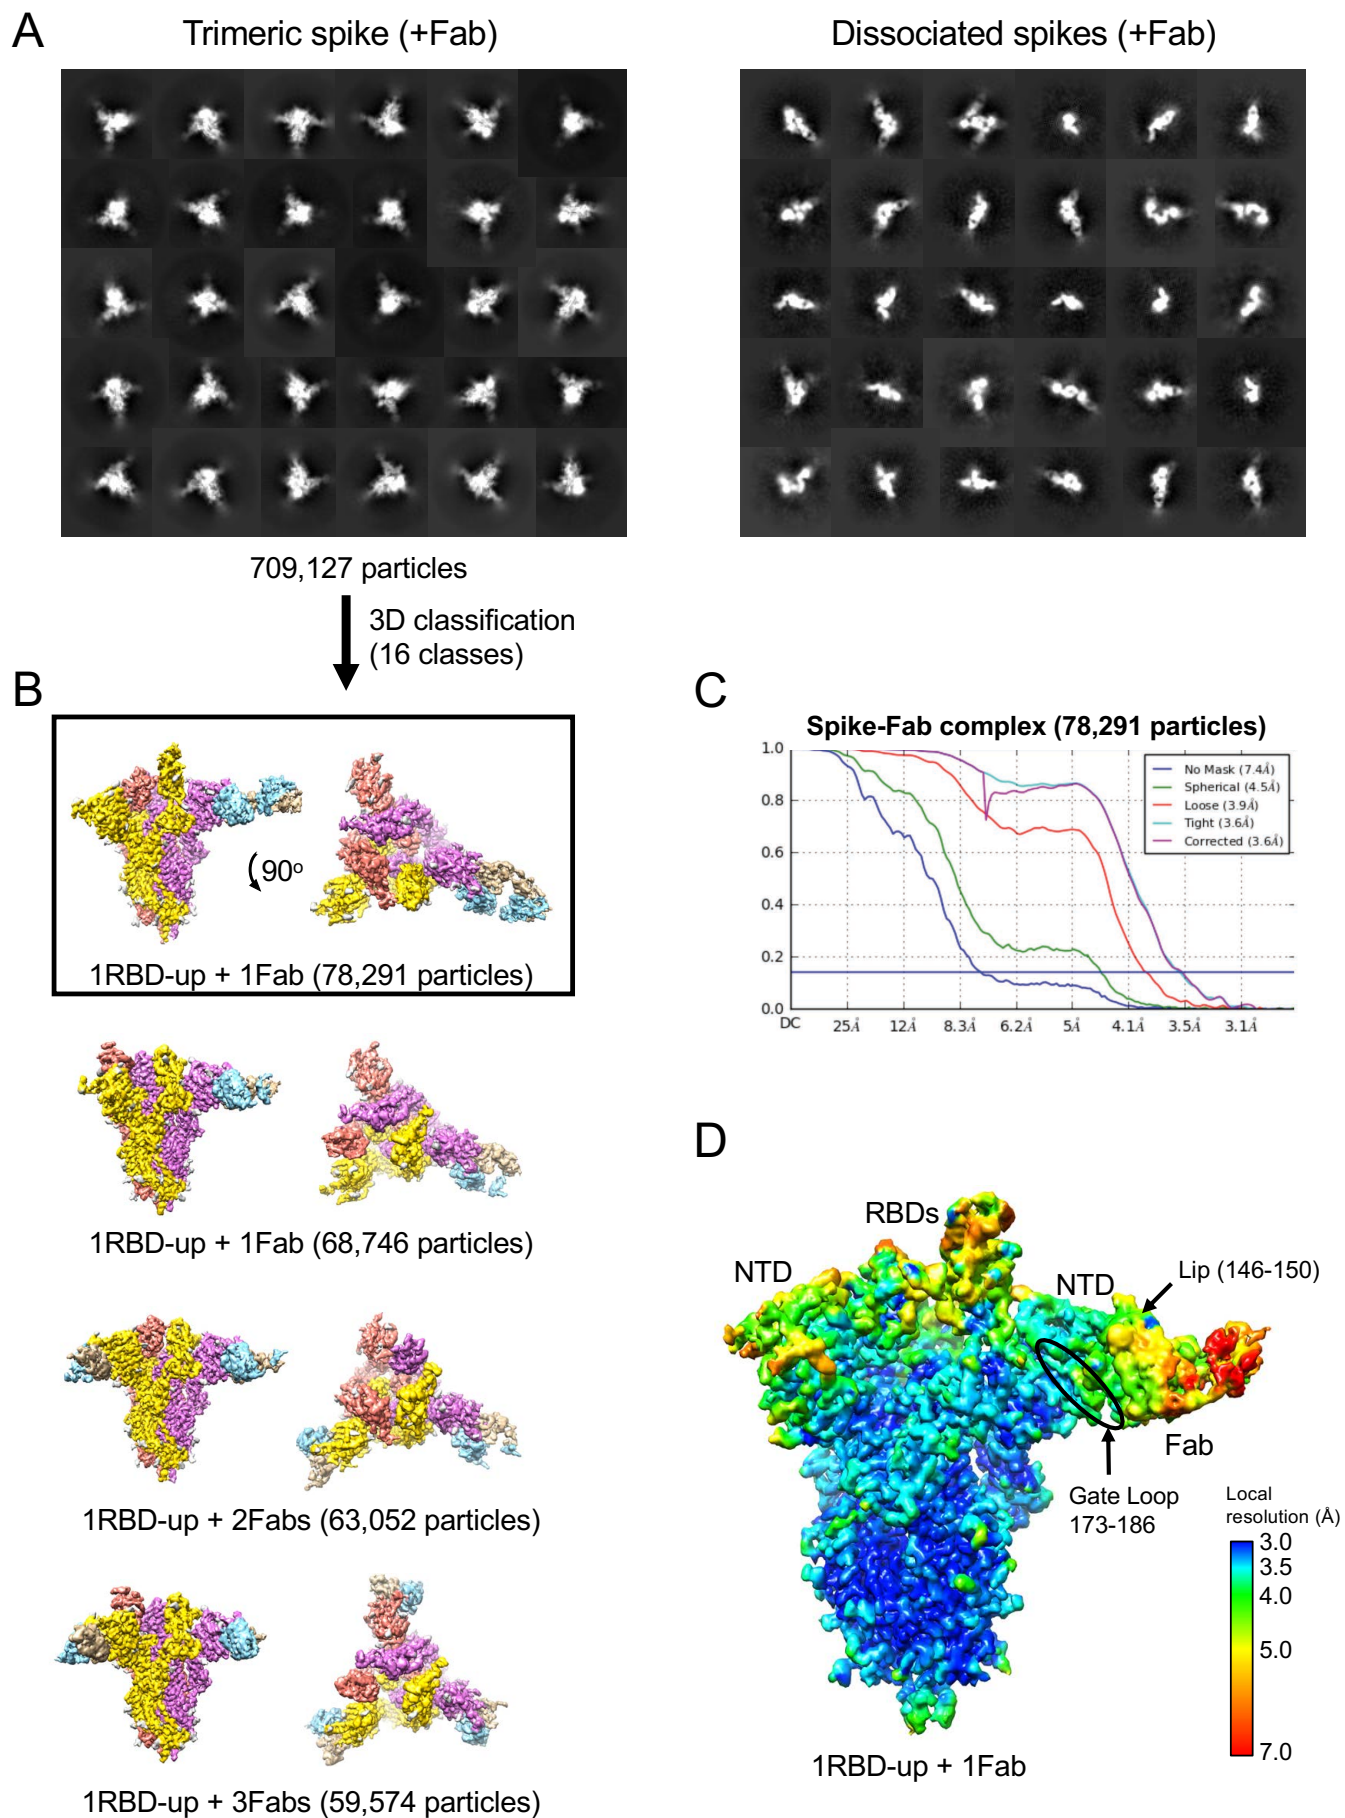 A
Trimeric spike (+Fab)
Dissociated spikes (+Fab)
709,127 particles
3D classification
(16 classes)
B
90o
1RBD-up + 1Fab (78,291 particles)
1RBD-up + 1Fab (68,746 particles)
1RBD-up + 2Fabs (63,052 particles)
1RBD-up + 3Fabs (59,574 particles)
C
Spike-Fab complex (78,291 particles)
1.0
0.8
0.6
0.4
0.2
0.0
No Mask (7.4Å)
Spherical (4.5Å)
Loose (3.9Å)
Tight (3.6Å)
Corrected (3.6Å)
DC 25Å 12Å 8.3Å 6.2Å 5Å 4.1Å 3.5Å 3.1Å
D
RBDs
NTD
NTD
Lip (146-150)
Fab
Gate Loop
173-186
Local
resolution (Å)
3.0
3.5
4.0
5.0
7.0
1RBD-up + 1Fab